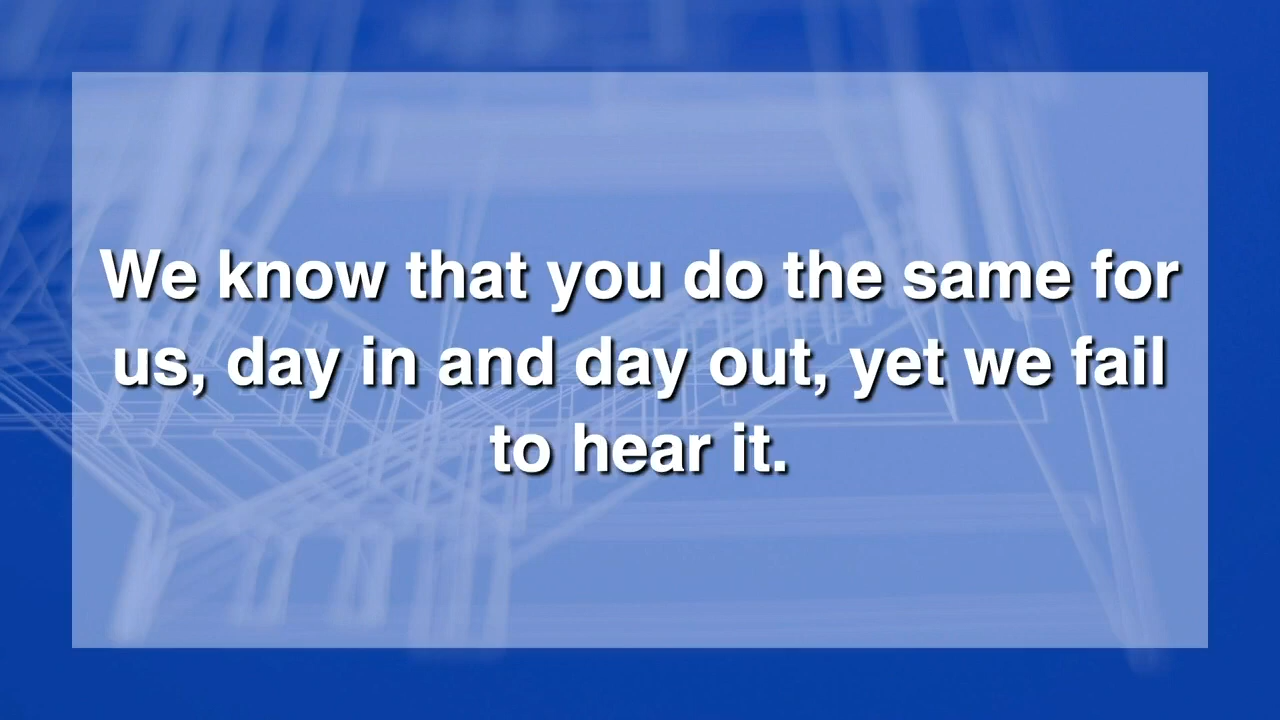 We know that you do the same for
us, day in and day out, yet we fail
to hear it.